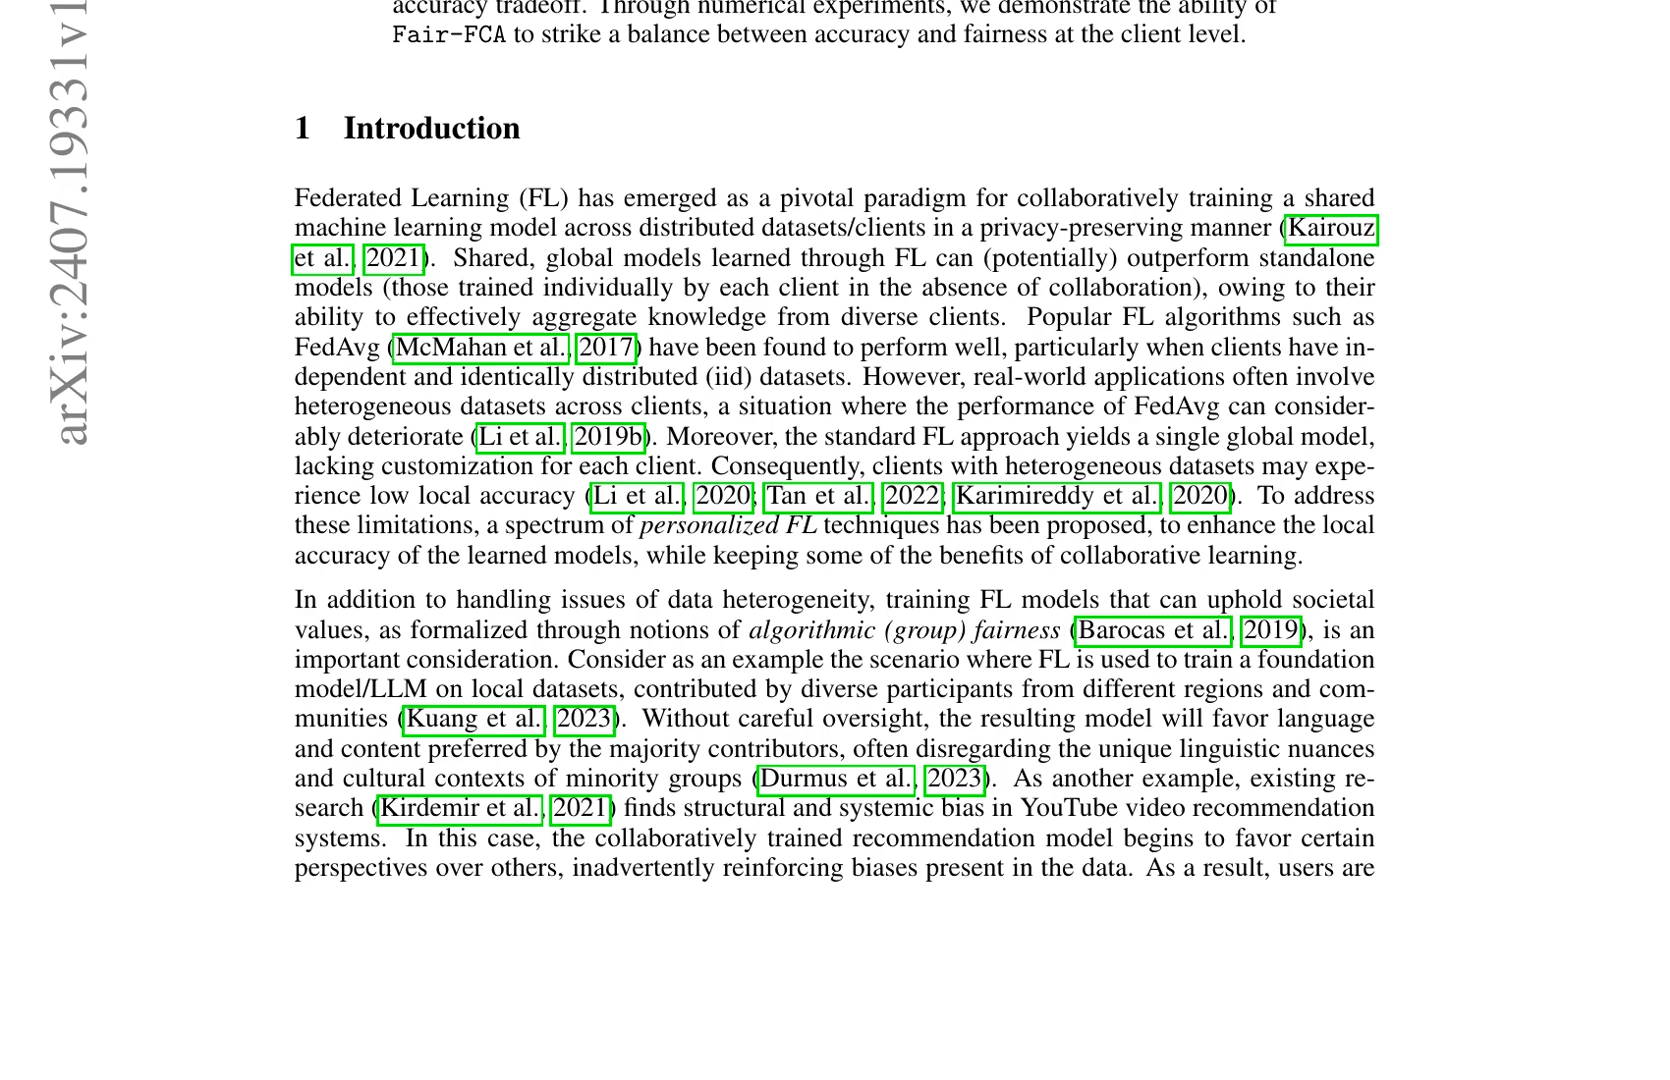 accuracy tradeoff. Through numerical experiments, we demonstrate the ability of
Fair-FCA to strike a balance between accuracy and fairness at the client level.
arXiv:2407.19331v1
1 Introduction
Federated Learning (FL) has emerged as a pivotal paradigm for collaboratively training a shared
machine learning model across distributed datasets/clients in a privacy-preserving manner (Kairouz
et al., 2021). Shared, global models learned through FL can (potentially) outperform standalone
models (those trained individually by each client in the absence of collaboration), owing to their
ability to effectively aggregate knowledge from diverse clients. Popular FL algorithms such as
FedAvg (McMahan et al., 2017) have been found to perform well, particularly when clients have in-
dependent and identically distributed (iid) datasets. However, real-world applications often involve
heterogeneous datasets across clients, a situation where the performance of FedAvg can consider-
ably deteriorate (Li et al., 2019b). Moreover, the standard FL approach yields a single global model,
lacking customization for each client. Consequently, clients with heterogeneous datasets may expe-
rience low local accuracy (Li et al., 2020; Tan et al., 2022; Karimireddy et al., 2020). To address
these limitations, a spectrum of personalized FL techniques has been proposed, to enhance the local
accuracy of the learned models, while keeping some of the benefits of collaborative learning.
In addition to handling issues of data heterogeneity, training FL models that can uphold societal
values, as formalized through notions of algorithmic (group) fairness (Barocas et al., 2019), is an
important consideration. Consider as an example the scenario where FL is used to train a foundation
model/LLM on local datasets, contributed by diverse participants from different regions and com-
munities (Kuang et al., 2023). Without careful oversight, the resulting model will favor language
and content preferred by the majority contributors, often disregarding the unique linguistic nuances
and cultural contexts of minority groups (Durmus et al., 2023). As another example, existing re-
search (Kirdemir et al., 2021) finds structural and systemic bias in YouTube video recommendation
systems. In this case, the collaboratively trained recommendation model begins to favor certain
perspectives over others, inadvertently reinforcing biases present in the data. As a result, users are